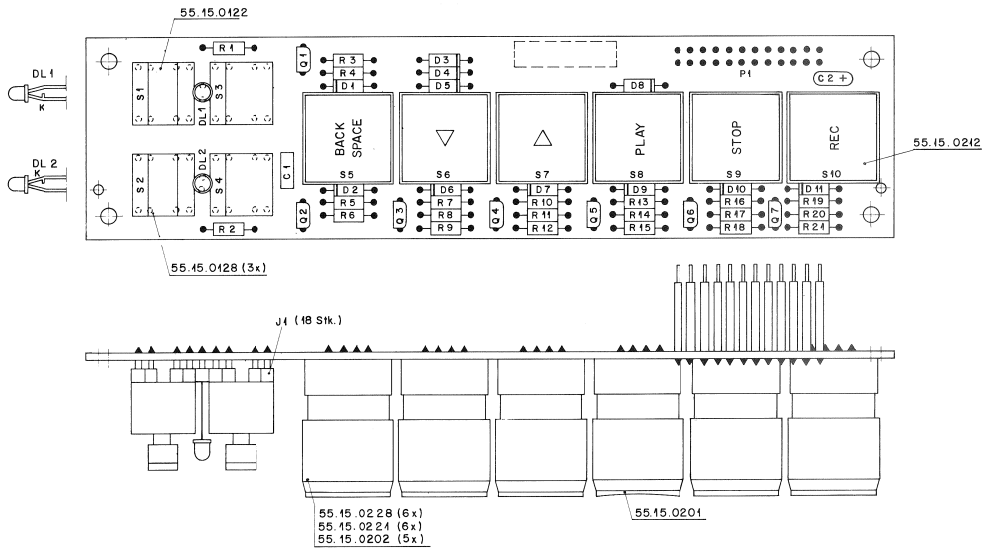 55.15.0122
DL1
K
DL2
K
S1
DL1
S3
S2
DL2
S4
R1
R2
C1
Q1
R3
R4
D1
D3
D4
D5
D8
P1
C2 +
BACK
SPACE
S5
▽
S6
△
S7
PLAY
S8
STOP
S9
REC
S10
55.15.0212
Q2
D2
R5
R6
Q3
D6
R7
R8
R9
Q4
D7
R10
R11
R12
Q5
D9
R13
R14
R15
Q6
D10
R16
R17
R18
Q7
D11
R19
R20
R21
55.15.0128 (3x)
J1 (18 Stk.)
55.15.0228 (6x)
55.15.0221 (6x)
55.15.0202 (5x)
55.15.0201